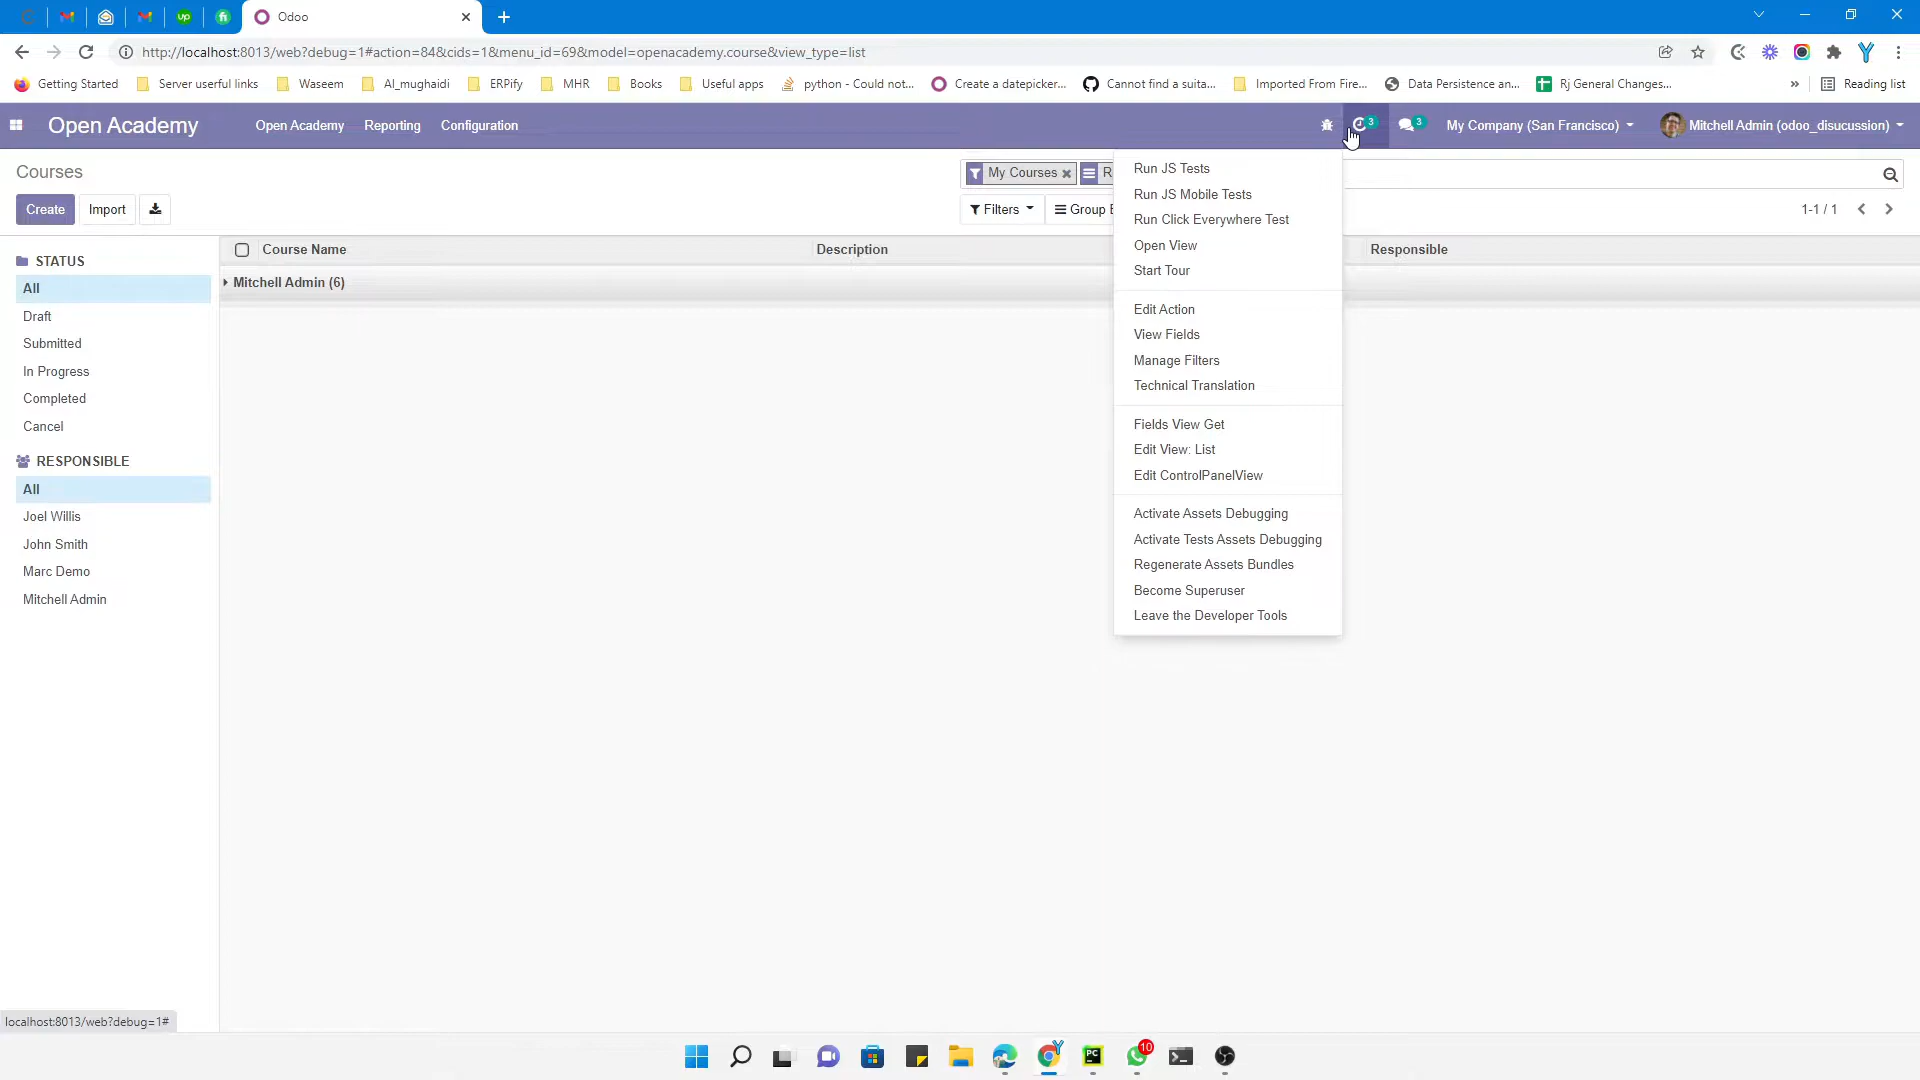 Odoo
http://localhost:8013/web?debug=1#action=84&cids=1&menu_id=69&model=openacademy.course&view_type=list
Getting Started Server useful links Waseem Al_mughaidi ERPify MHR Books Useful apps python - Could not... Create a datepicker... Cannot find a suita... Imported From Fire... Data Persistence an... Rj General Changes... » Reading list
Open Academy Open Academy Reporting Configuration 3 3 My Company (San Francisco) Mitchell Admin (odoo_disucussion)
Courses My Courses R
Create Import Filters Group B 1-1 / 1
Course Name Description Responsible
Mitchell Admin (6)
STATUS
All
Draft
Submitted
In Progress
Completed
Cancel
RESPONSIBLE
All
Joel Willis
John Smith
Marc Demo
Mitchell Admin
Run JS Tests
Run JS Mobile Tests
Run Click Everywhere Test
Open View
Start Tour
Edit Action
View Fields
Manage Filters
Technical Translation
Fields View Get
Edit View: List
Edit ControlPanelView
Activate Assets Debugging
Activate Tests Assets Debugging
Regenerate Assets Bundles
Become Superuser
Leave the Developer Tools
localhost:8013/web?debug=1#
Y PC 10